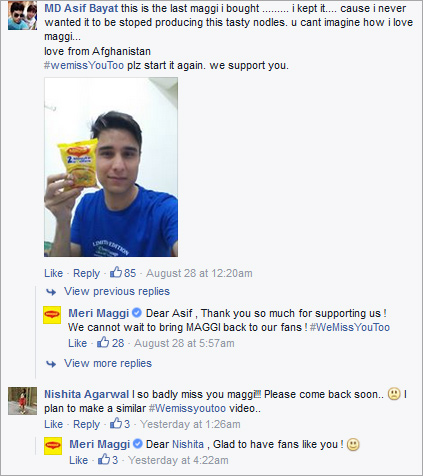 MD Asif Bayat this is the last maggi i bought ......... i kept it.... cause i never
wanted it to be stoped producing this tasty nodles. u cant imagine how i love
maggi...
love from Afghanistan
#wemissYouToo plz start it again. we support you.
LIMITED EDITION
Like · Reply · 85 · August 28 at 12:20am
View previous replies
Meri Maggi Dear Asif , Thank you so much for supporting us !
We cannot wait to bring MAGGI back to our fans ! #WeMissYouToo
Like · 28 · August 28 at 5:57am
View more replies
Nishita Agarwal I so badly miss you maggi!!! Please come back soon.. I
plan to make a similar #Wemissyoutoo video..
Like · Reply · 3 · Yesterday at 1:26am
Meri Maggi Dear Nishita , Glad to have fans like you !
Like · 3 · Yesterday at 4:22am